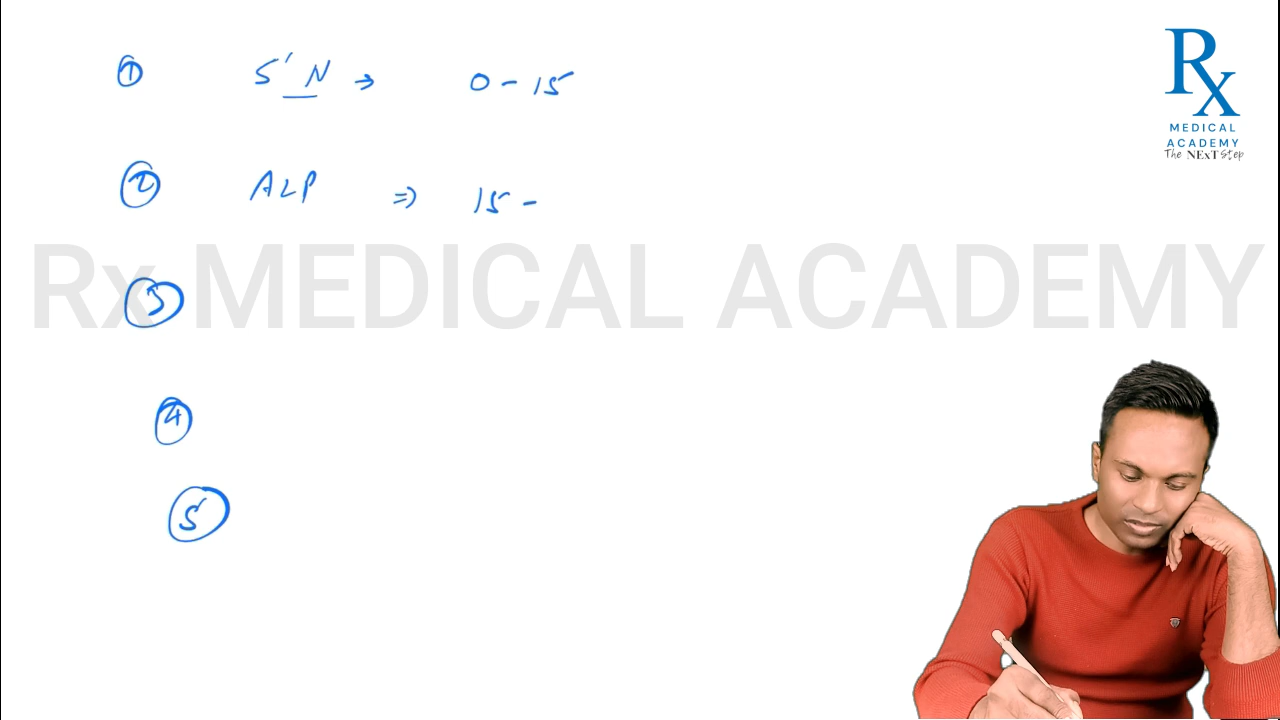 ① 5' N → 0 - 15
② ALP ⇒ 15 -
③
④
⑤
Rx
MEDICAL
ACADEMY
The NExT Step
Rx MEDICAL ACADEMY